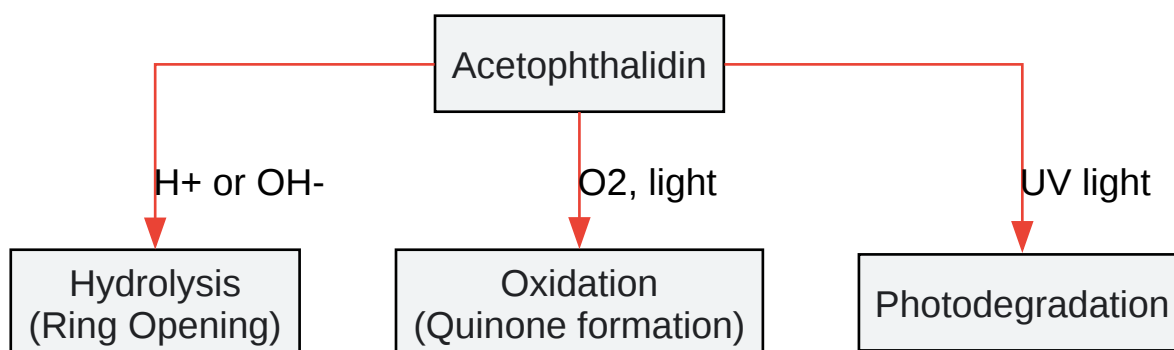 Acetophthalidin
H+ or OH-
O2, light
UV light
Hydrolysis
(Ring Opening)
Oxidation
(Quinone formation)
Photodegradation